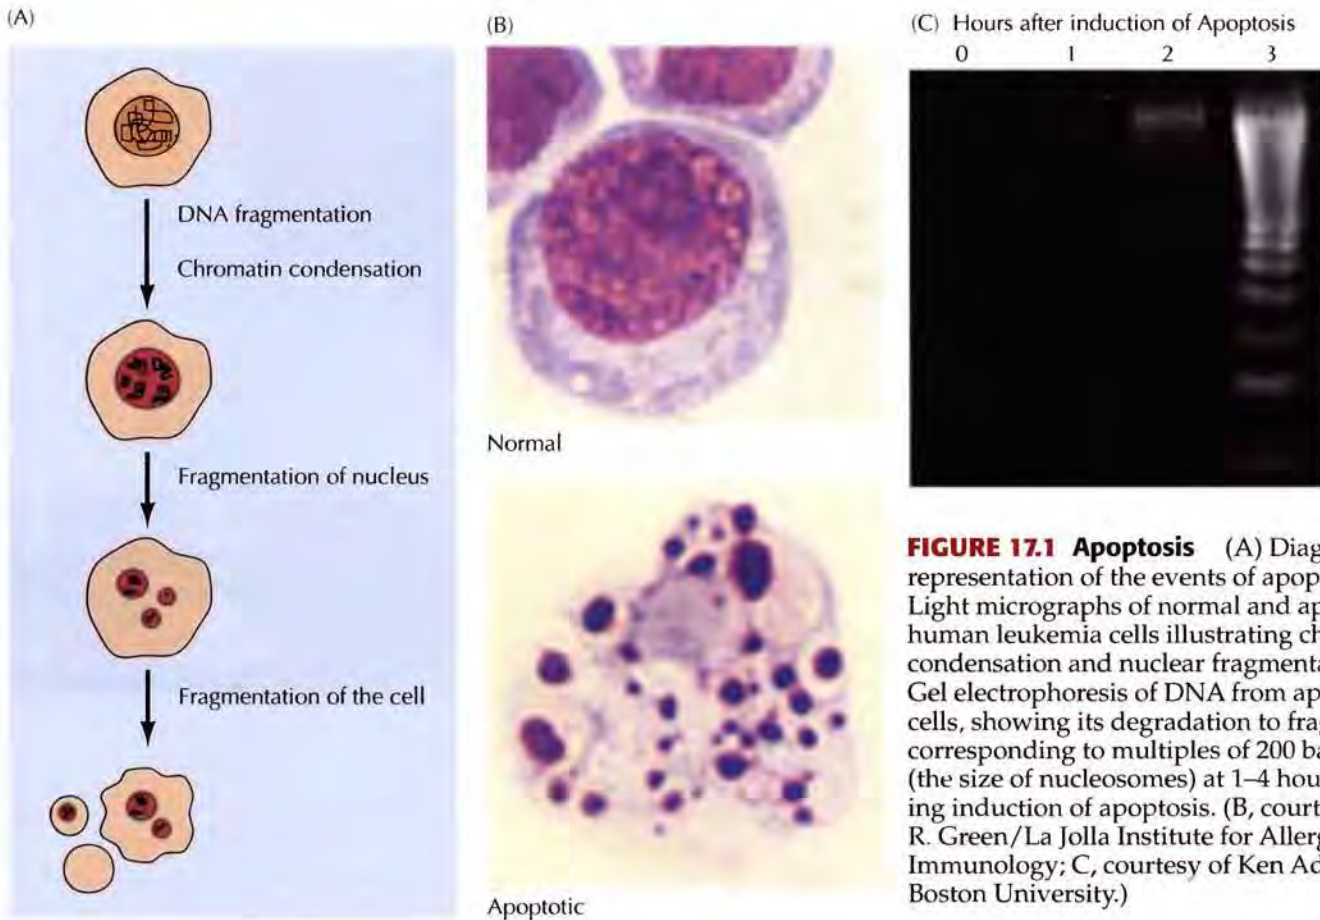 (A)
DNA fragmentation
Chromatin condensation
Fragmentation of nucleus
Fragmentation of the cell
(B)
Normal
Apoptotic
(C) Hours after induction of Apoptosis
0 1 2 3
FIGURE 17.1 Apoptosis (A) Diag
representation of the events of apop
Light micrographs of normal and ap
human leukemia cells illustrating ch
condensation and nuclear fragmenta
Gel electrophoresis of DNA from ap
cells, showing its degradation to frag
corresponding to multiples of 200 ba
(the size of nucleosomes) at 1–4 hour
ing induction of apoptosis. (B, court
R. Green/La Jolla Institute for Allerg
Immunology; C, courtesy of Ken Ad
Boston University.)